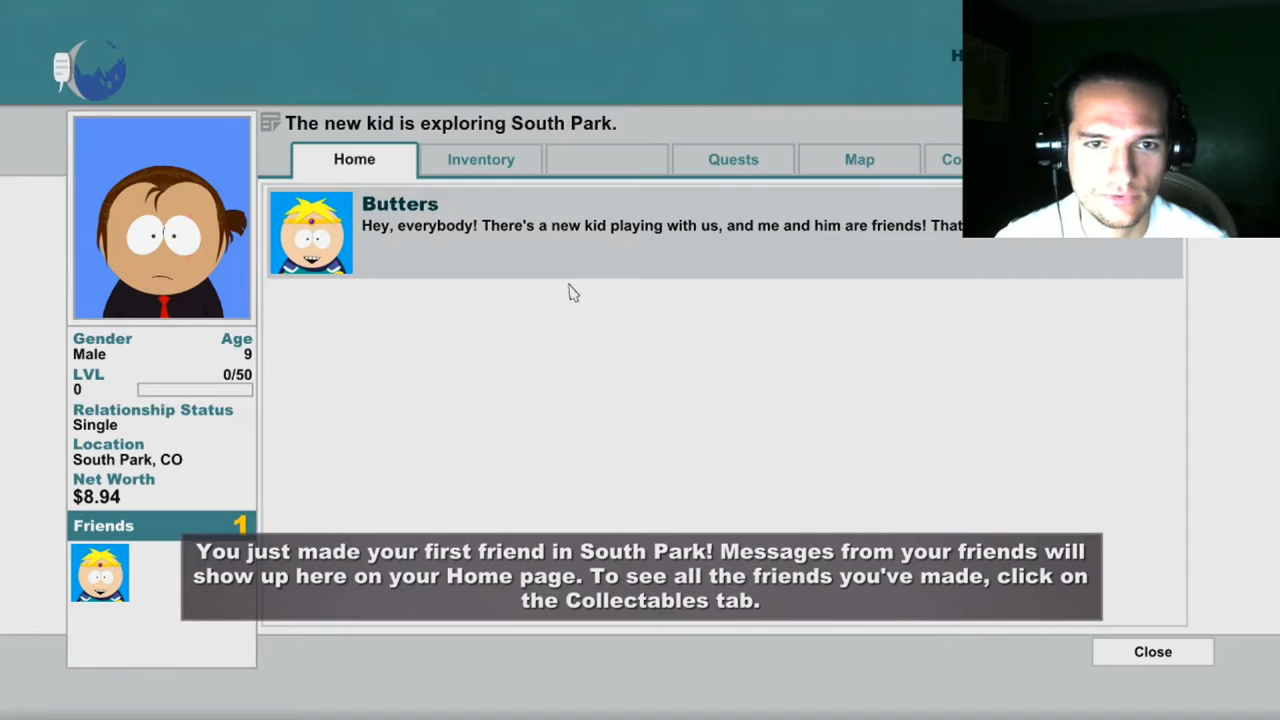 The new kid is exploring South Park.
Home
Inventory
Quests
Map
Butters
Hey, everybody! There's a new kid playing with us, and me and him are friends!
Gender Age
Male 9
LVL 0/50
0
Relationship Status
Single
Location
South Park, CO
Net Worth
$8.94
Friends 1
You just made your first friend in South Park! Messages from your friends will
show up here on your Home page. To see all the friends you've made, click on
the Collectables tab.
Close